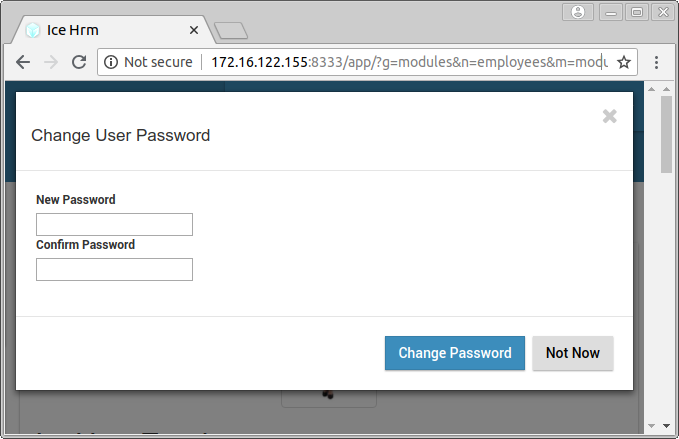 Ice Hrm
Not secure 172.16.122.155:8333/app/?g=modules&n=employees&m=modu
Change User Password
New Password
Confirm Password
Change Password
Not Now